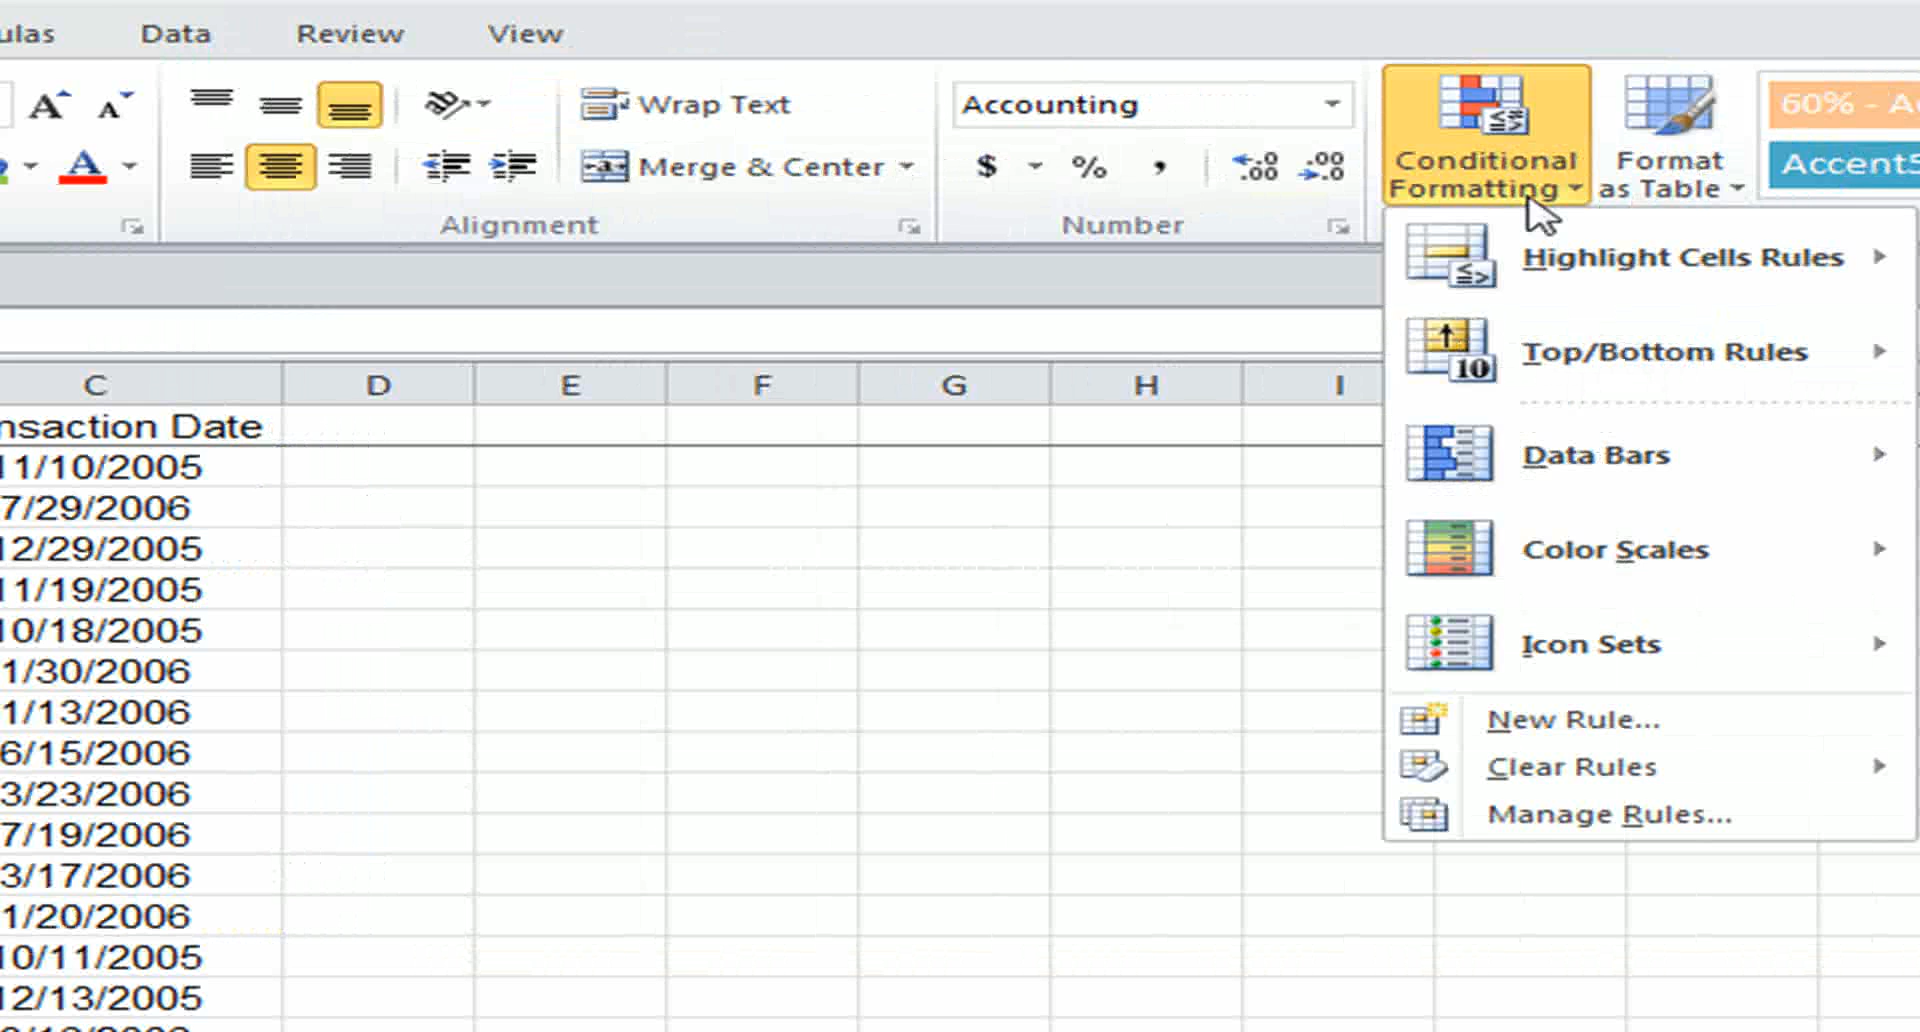 ulas Data Review View
A A Wrap Text Accounting 60% - A
A Merge & Center $ % , .0 .00 .00 .0 Conditional Formatting Format as Table Accent5
Alignment Number
Highlight Cells Rules
Top/Bottom Rules
10
Data Bars
Color Scales
Icon Sets
New Rule...
Clear Rules
Manage Rules...
C D E F G H I
nsaction Date
11/10/2005
7/29/2006
12/29/2005
11/19/2005
10/18/2005
1/30/2006
1/13/2006
6/15/2006
3/23/2006
7/19/2006
3/17/2006
1/20/2006
10/11/2005
12/13/2005